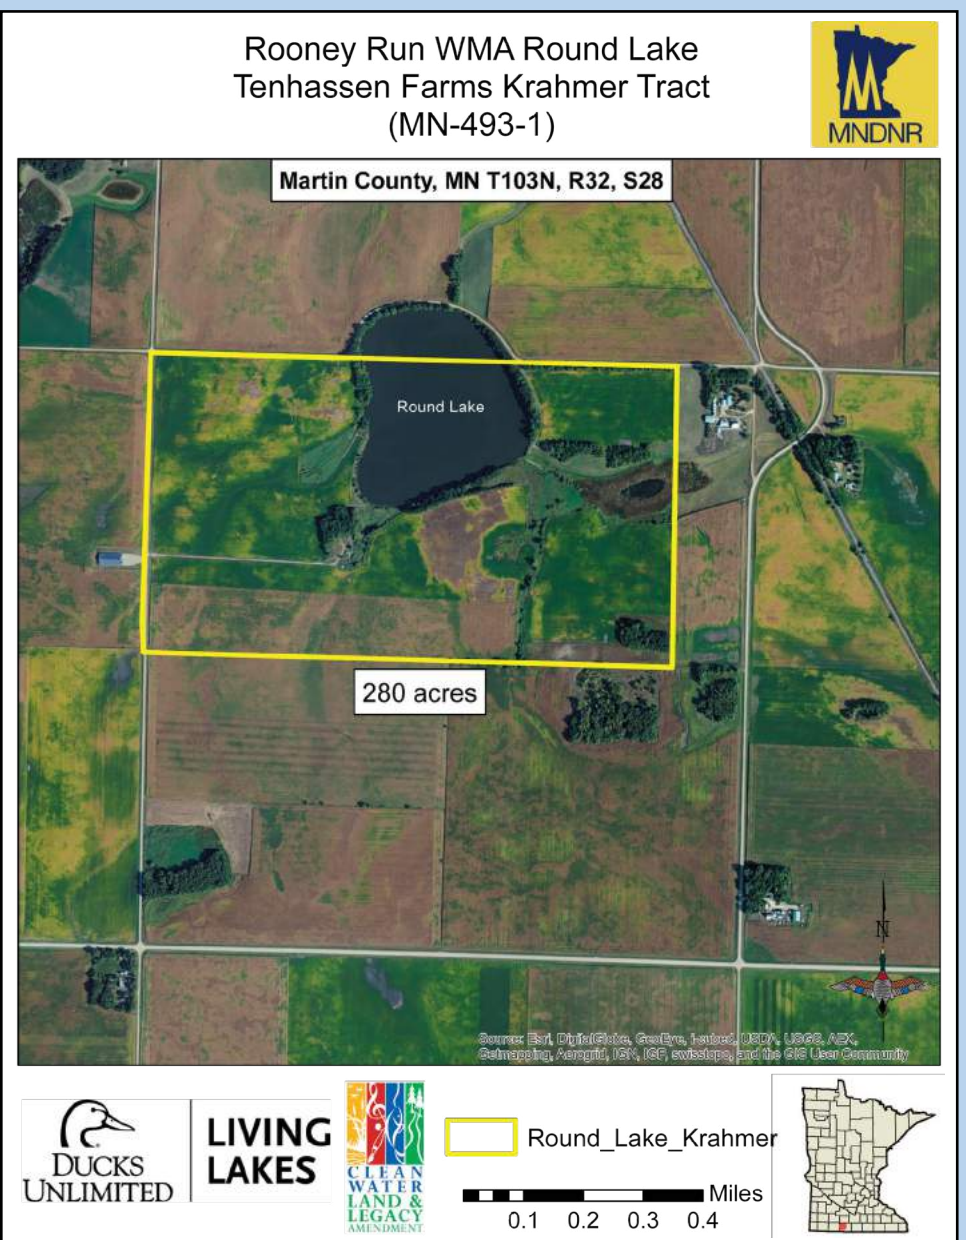 Rooney Run WMA Round Lake
Tenhassen Farms Krahmer Tract
(MN-493-1)
MNDNR
Martin County, MN T103N, R32, S28
Round Lake
280 acres
N
Source: Esri, DigitalGlobe, GeoEye, i-cubed, USDA, USGS, AEX,
Getmapping, Aerogrid, IGN, IGP, swisstopo, and the GIS User Community
DUCKS
UNLIMITED
LIVING
LAKES
CLEAN
WATER
LAND &
LEGACY
AMENDMENT
Round_Lake_Krahmer
Miles
0.1 0.2 0.3 0.4